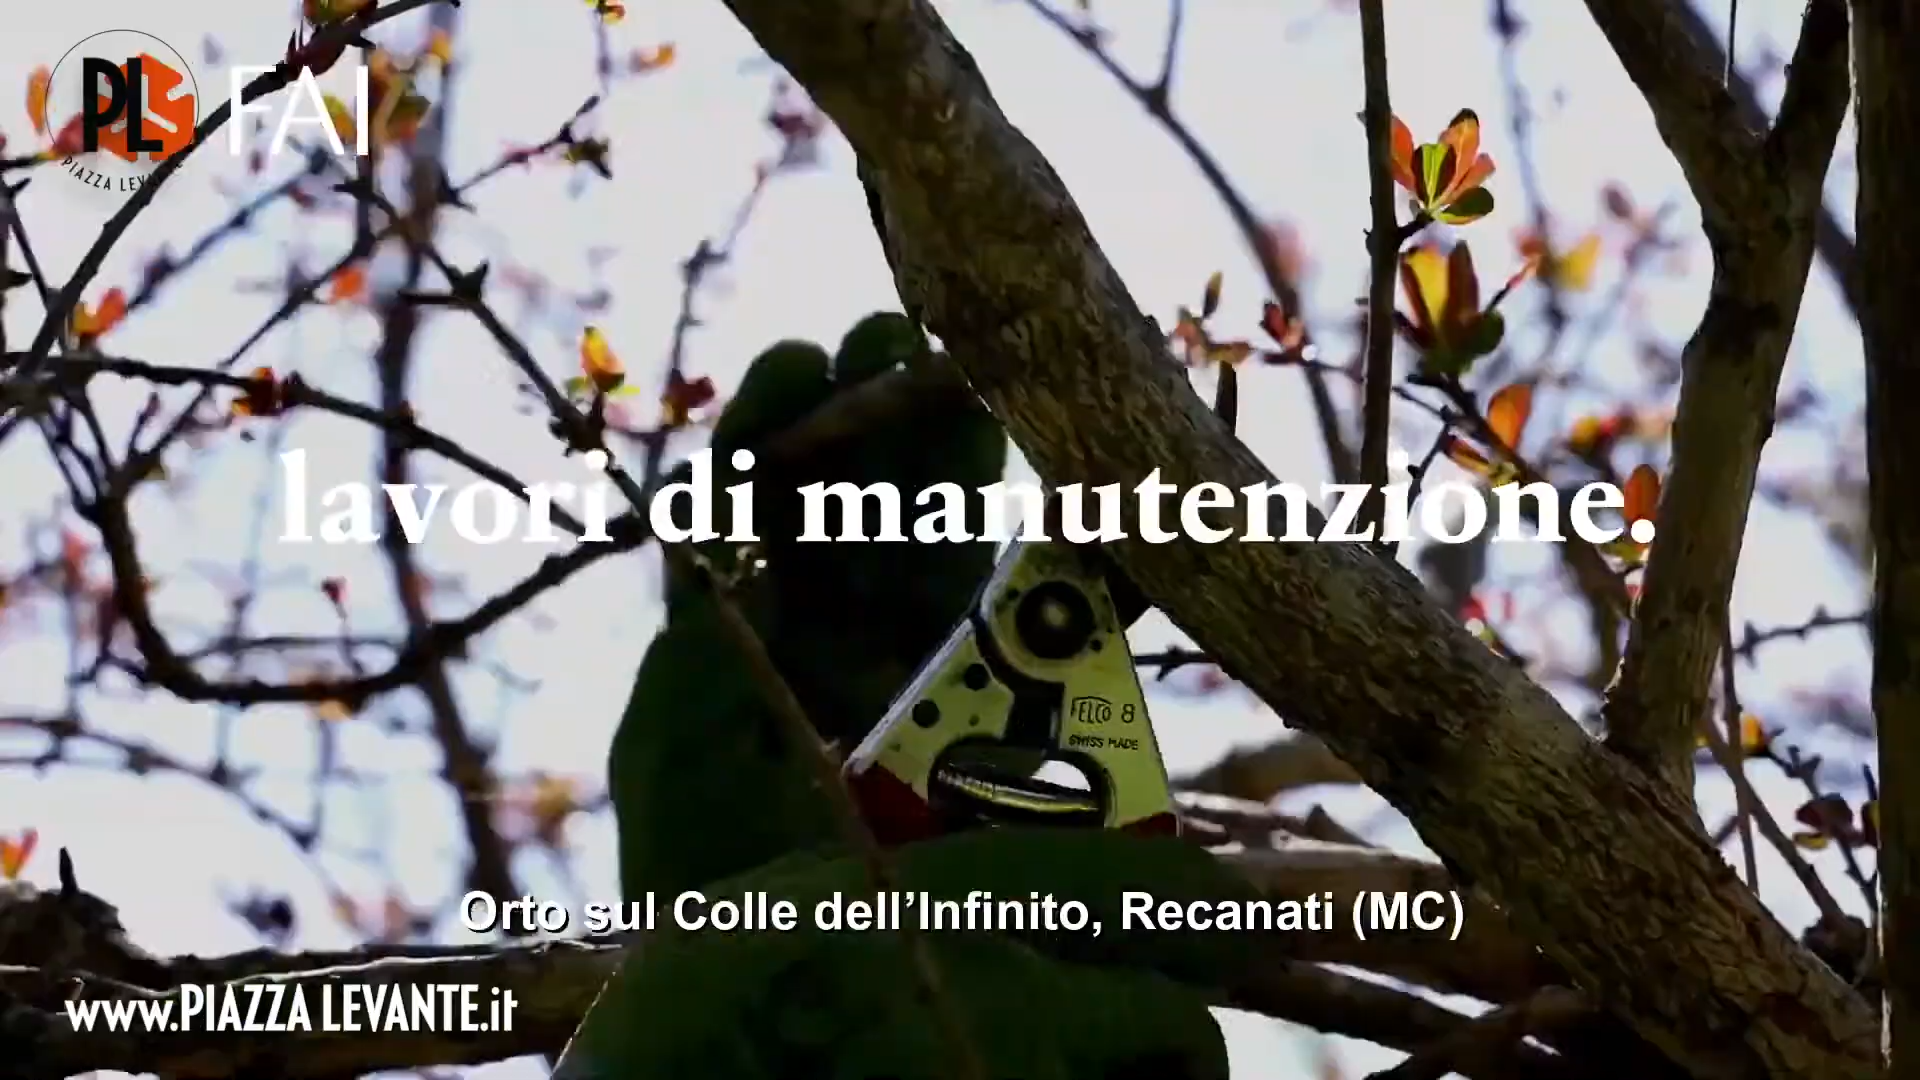 PL
PIAZZA LEVANTE
FAI
lavori di manutenzione.
FELCO 8
SWISS MADE
Orto sul Colle dell’Infinito, Recanati (MC)
www.PIAZZA LEVANTE.it